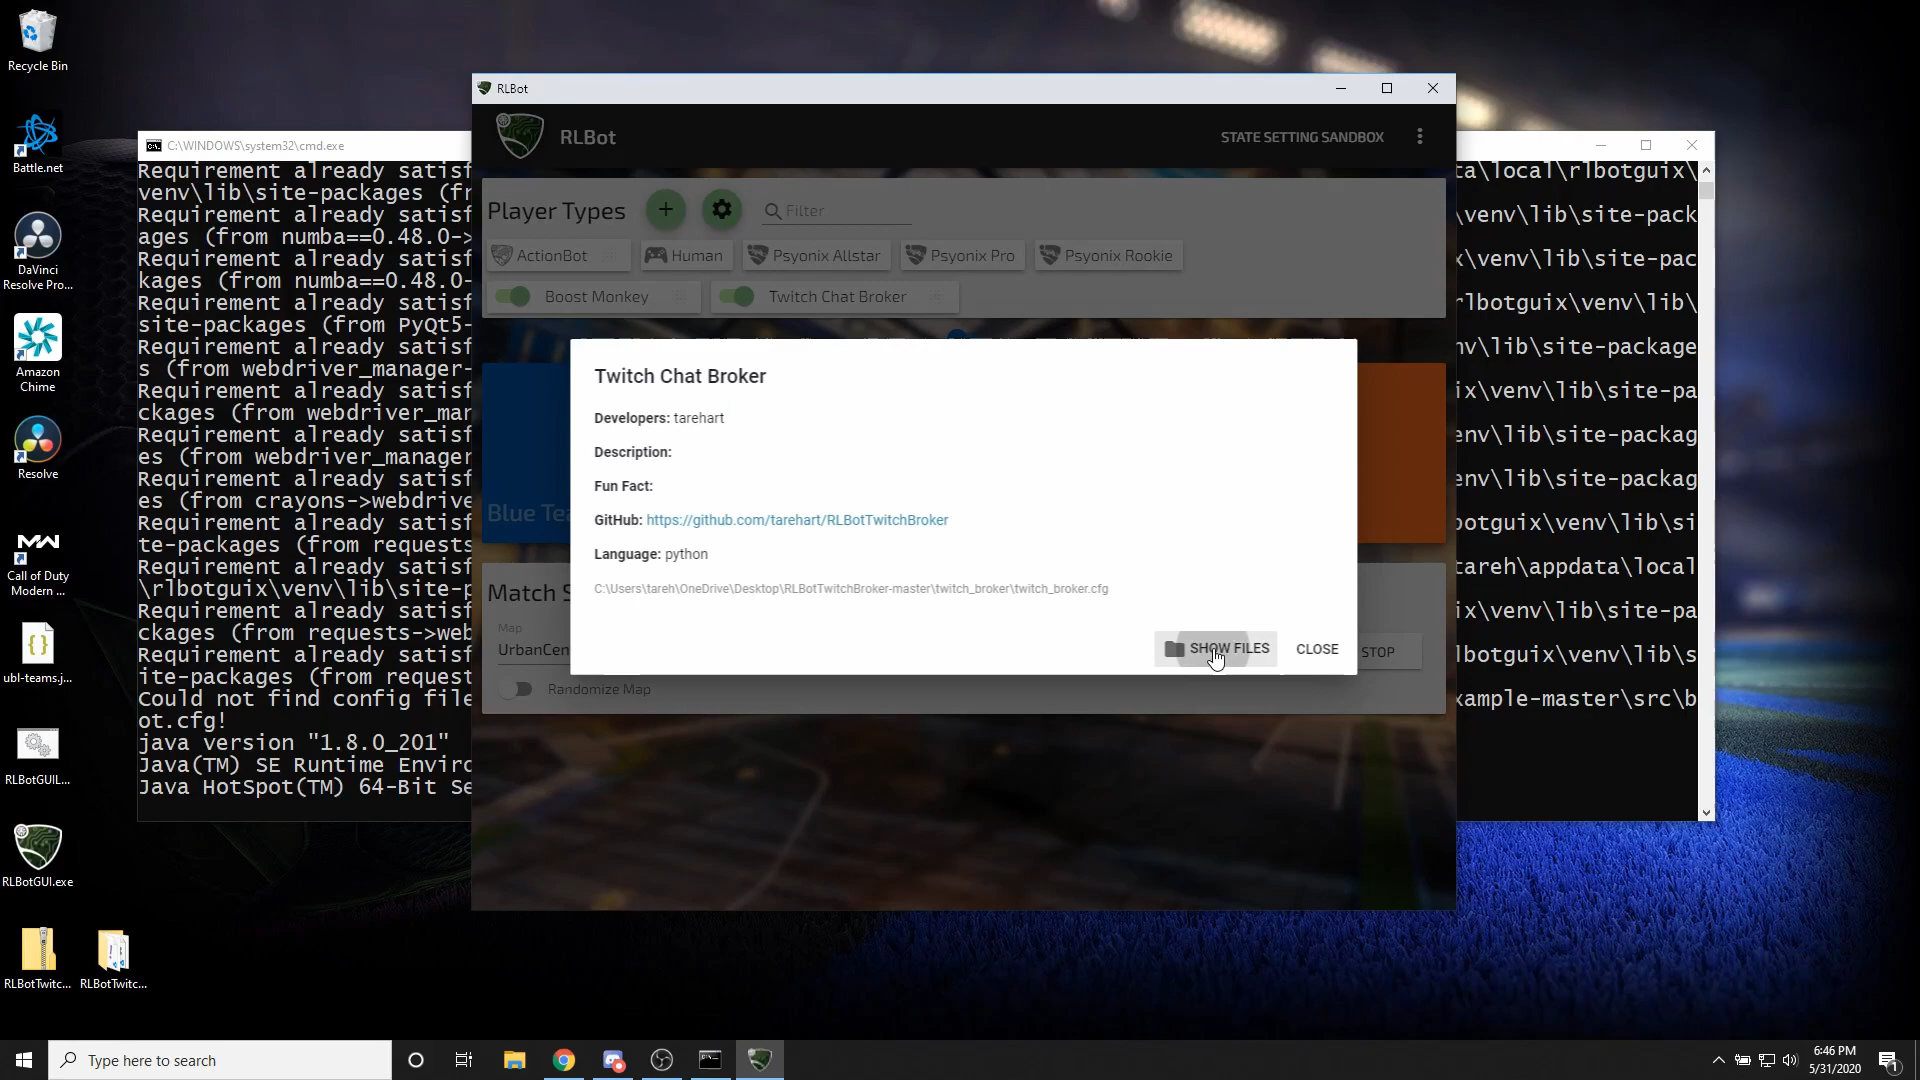 Recycle Bin
Battle.net
DaVinci
Resolve Pro...
Amazon
Chime
Resolve
Call of Duty
Modern ...
ubl-teams.j...
RLBotGUIL...
RLBotGUI.exe
RLBotTwitc...
RLBotTwitc...
C:\WINDOWS\system32\cmd.exe
Requirement already satisf
venv\lib\site-packages (fr
Requirement already satisf
ages (from numba==0.48.0->
Requirement already satisf
kages (from numba==0.48.0-
Requirement already satisf
site-packages (from PyQt5-
Requirement already satisf
s (from webdriver_manager-
Requirement already satisf
ckages (from webdriver_mar
Requirement already satisf
es (from webdriver_manager
Requirement already satisf
es (from crayons->webdrive
Requirement already satisf
te-packages (from requests
Requirement already satisf
\rlbotguix\venv\lib\site-p
Requirement already satisf
ckages (from requests->web
Requirement already satisf
ite-packages (from request
Could not find config file
ot.cfg!
java version "1.8.0_201"
Java(TM) SE Runtime Enviro
Java HotSpot(TM) 64-Bit Se
RLBot
RLBot
STATE SETTING SANDBOX
Player Types
Filter
ActionBot
Human
Psyonix Allstar
Psyonix Pro
Psyonix Rookie
Boost Monkey
Twitch Chat Broker
Blue Tea
Match S
Map
UrbanCen
Randomize Map
STOP
Twitch Chat Broker
Developers: tarehart
Description:
Fun Fact:
GitHub: https://github.com/tarehart/RLBotTwitchBroker
Language: python
C:\Users\tareh\OneDrive\Desktop\RLBotTwitchBroker-master\twitch_broker\twitch_broker.cfg
SHOW FILES
CLOSE
ta\local\rlbotguix\
\venv\lib\site-pack
x\venv\lib\site-pac
rlbotguix\venv\lib\
nv\lib\site-package
ix\venv\lib\site-pa
env\lib\site-packag
env\lib\site-packag
otguix\venv\lib\si
tareh\appdata\local
ix\venv\lib\site-pa
lbotguix\venv\lib\s
xample-master\src\b
Type here to search
6:46 PM
5/31/2020
1